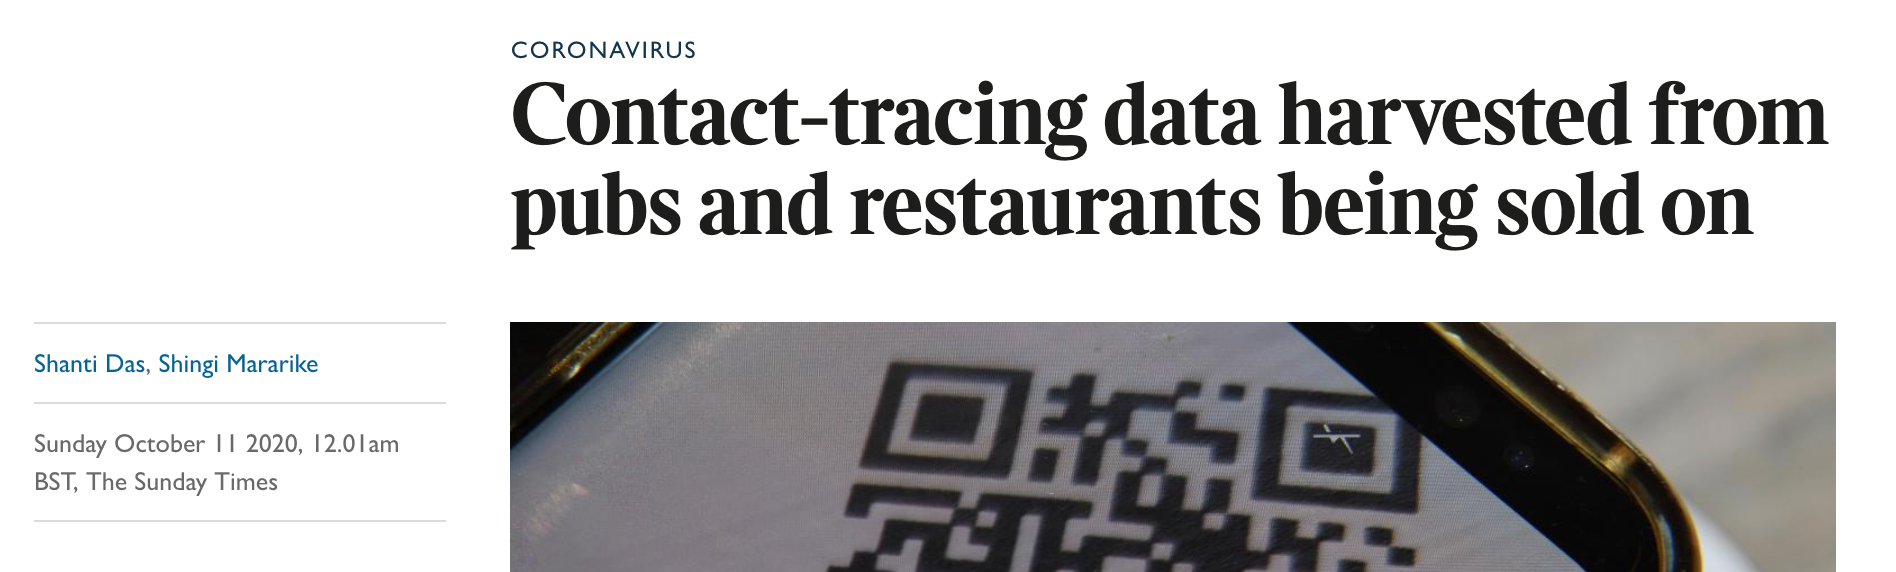 CORONAVIRUS
Contact-tracing data harvested from
pubs and restaurants being sold on
Shanti Das, Shingi Mararike
Sunday October 11 2020, 12.01am
BST, The Sunday Times